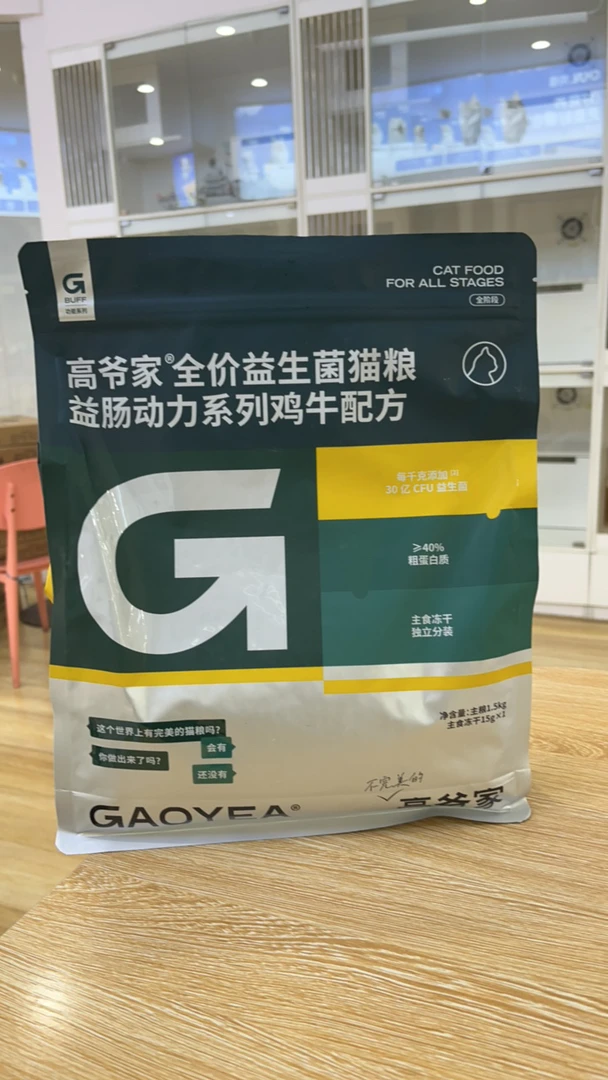 G
BUFF
功能系列
CAT FOOD
FOR ALL STAGES
全阶段
高爷家®全价益生菌猫粮
益肠动力系列鸡牛配方
G
每千克添加[1]
30 亿 CFU 益生菌
≥40%
粗蛋白质
主食冻干
独立分装
净含量:主粮1.5kg
主食冻干15g×1
这个世界上有完美的猫粮吗?
会有
你做出来了吗?
还没有
GAOYEA®
不完美的
高爷家